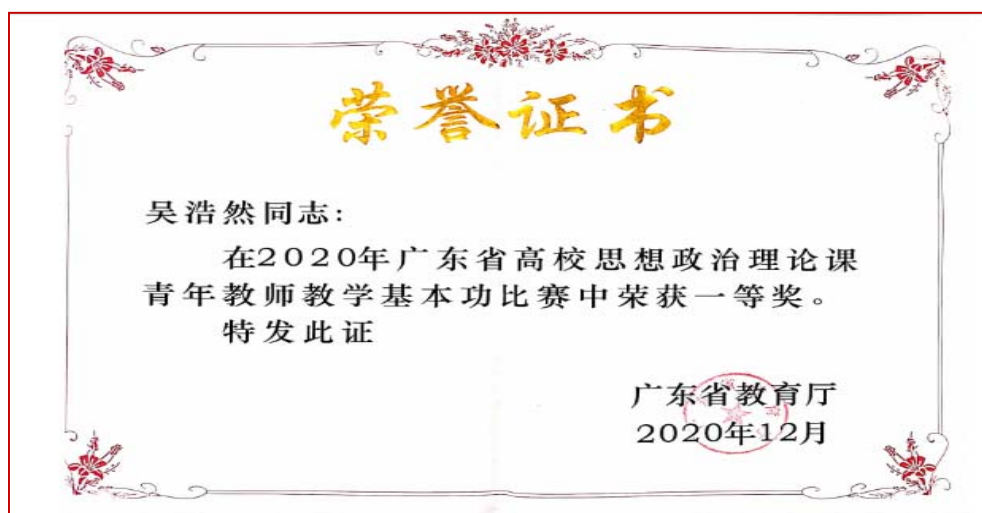 荣誉证书
吴浩然同志：
在2020年广东省高校思想政治理论课
青年教师教学基本功比赛中荣获一等奖。
特发此证
广东省教育厅
2020年12月